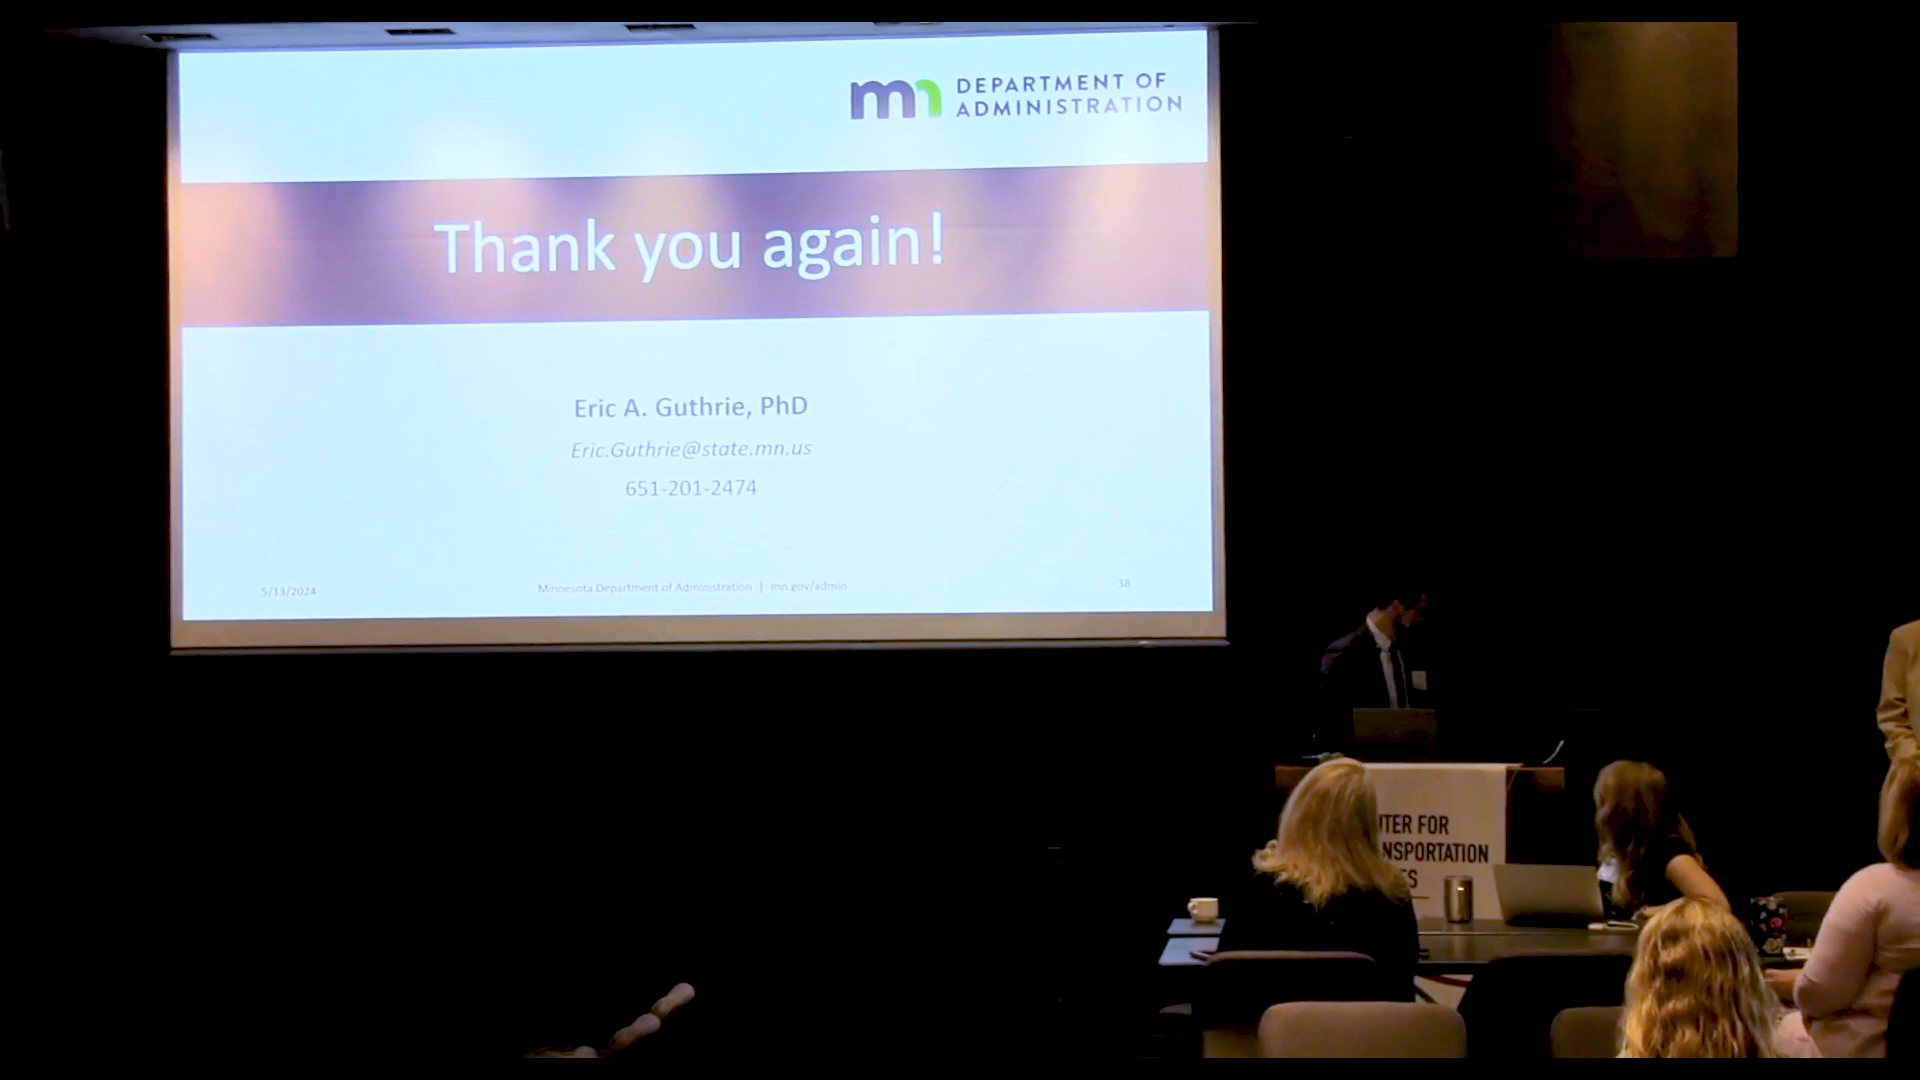 mn DEPARTMENT OF
ADMINISTRATION
Thank you again!
Eric A. Guthrie, PhD
Eric.Guthrie@state.mn.us
651-201-2474
5/13/2024
Minnesota Department of Administration | mn.gov/admin
38
TER FOR
NSPORTATION
ES